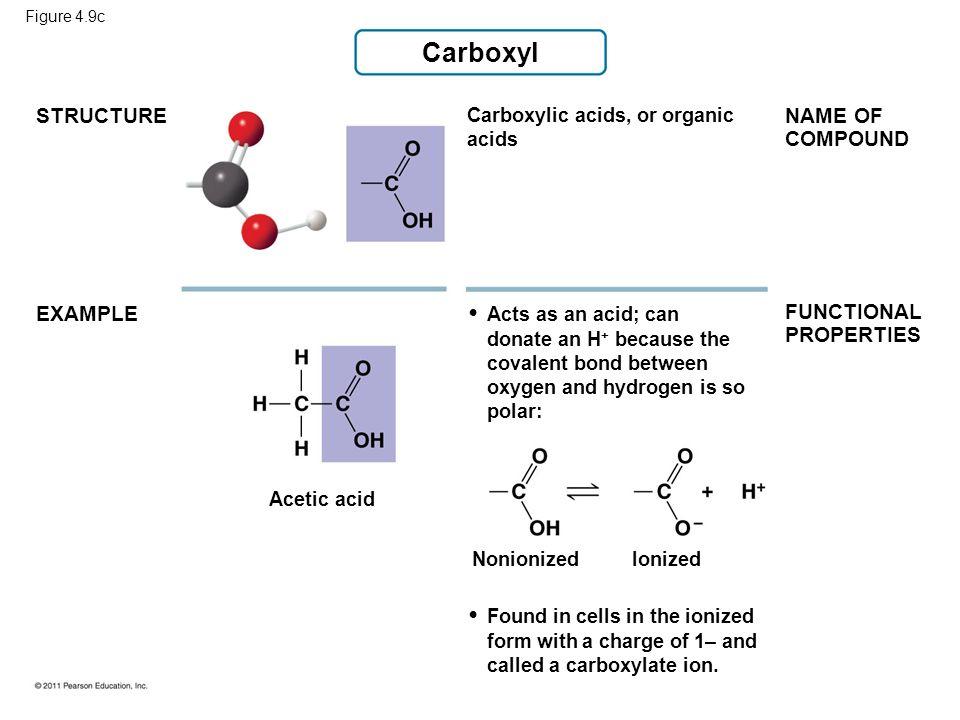 Figure 4.9c
Carboxyl
STRUCTURE
O
C
OH
Carboxylic acids, or organic
acids
NAME OF
COMPOUND
EXAMPLE
H
O
H C C
H
OH
Acetic acid
• Acts as an acid; can
donate an H⁺ because the
covalent bond between
oxygen and hydrogen is so
polar:
O O
C ⇌ C + H⁺
OH O⁻
Nonionized Ionized
• Found in cells in the ionized
form with a charge of 1– and
called a carboxylate ion.
FUNCTIONAL
PROPERTIES
© 2011 Pearson Education, Inc.